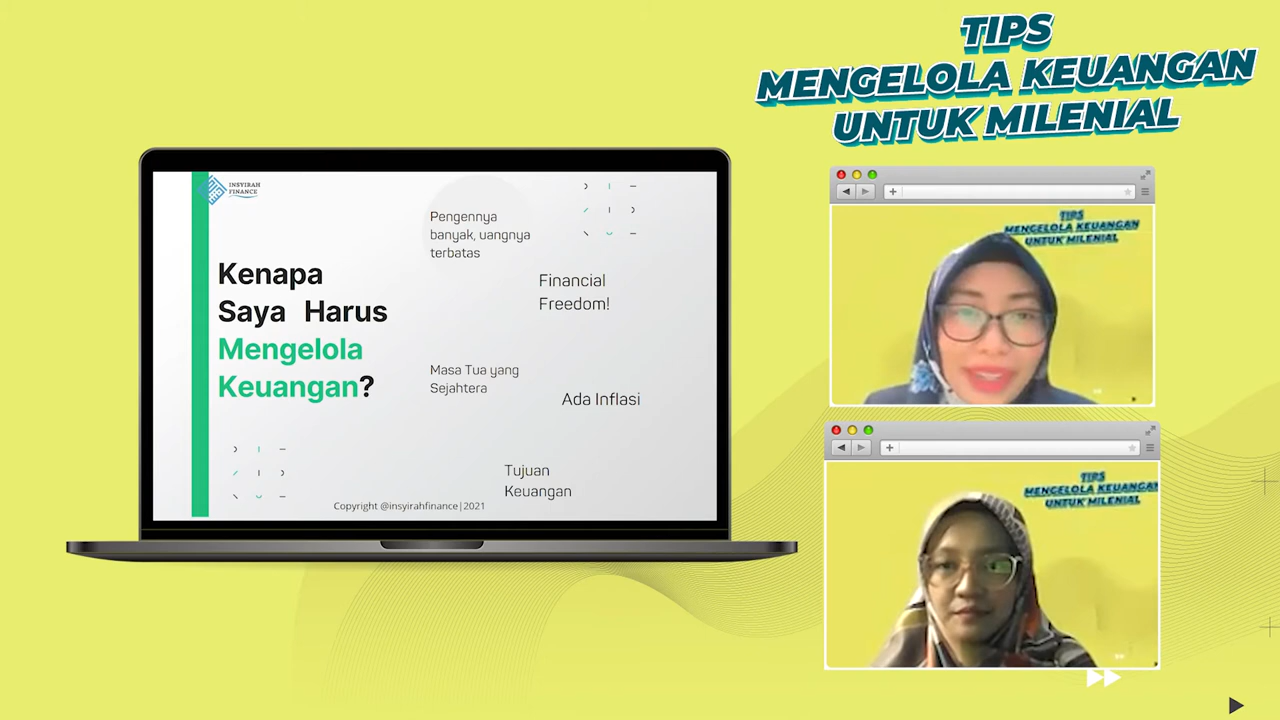 TIPS
MENGELOLA KEUANGAN
UNTUK MILENIAL
INSYIRAH
FINANCE
Kenapa
Saya Harus
Mengelola
Keuangan?
Pengennya
banyak, uangnya
terbatas
Financial
Freedom!
Masa Tua yang
Sejahtera
Ada Inflasi
Tujuan
Keuangan
Copyright @insyirahfinance|2021
TIPS
MENGELOLA KEUANGAN
UNTUK MILENIAL
TIPS
MENGELOLA KEUANGAN
UNTUK MILENIAL